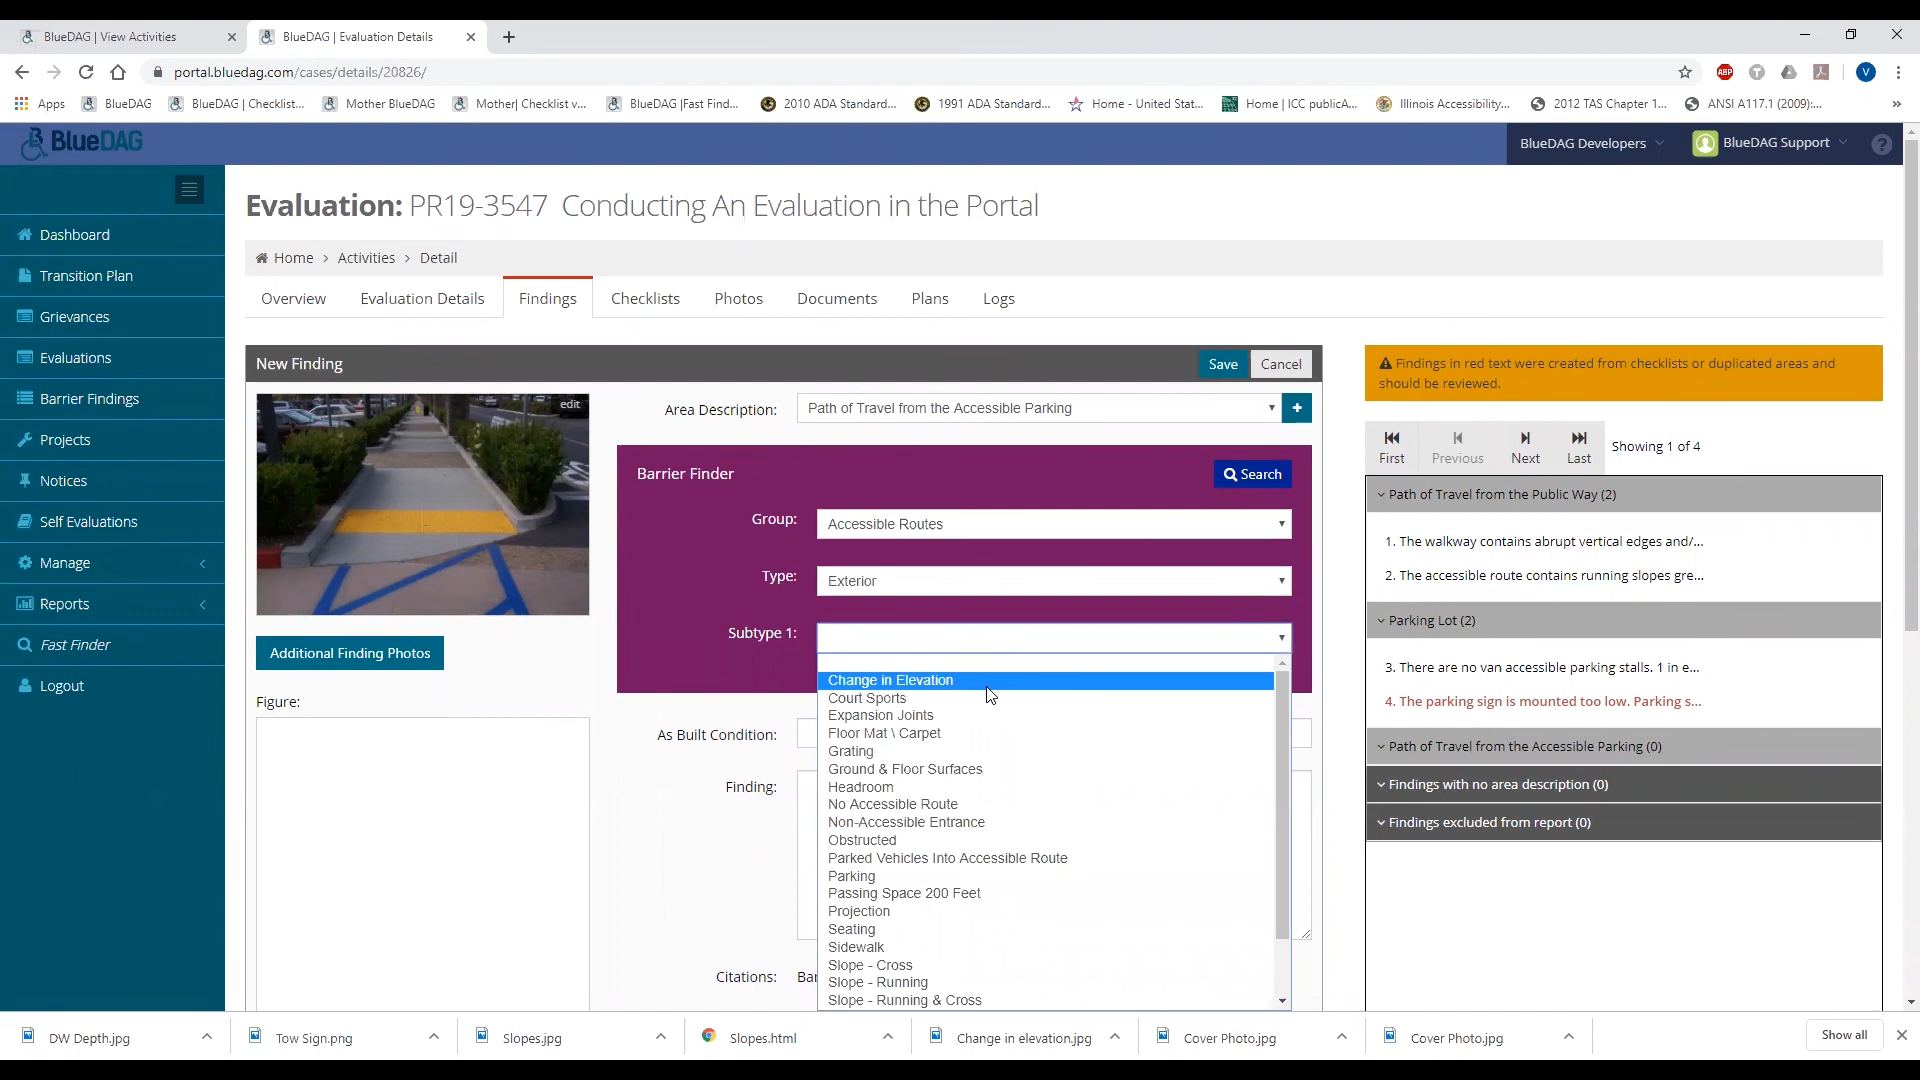 BlueDAG | View Activities
BlueDAG | Evaluation Details
portal.bluedag.com/cases/details/20826/
ABP
T
V
Apps
BlueDAG
BlueDAG | Checklist...
Mother BlueDAG
Mother| Checklist v...
BlueDAG |Fast Find...
2010 ADA Standard...
1991 ADA Standard...
Home - United Stat...
Home | ICC publicA...
Illinois Accessibility...
2012 TAS Chapter 1...
ANSI A117.1 (2009):...
»
BlueDAG
BlueDAG Developers
BlueDAG Support
?
Dashboard
Transition Plan
Grievances
Evaluations
Barrier Findings
Projects
Notices
Self Evaluations
Manage
Reports
Fast Finder
Logout
Evaluation: PR19-3547 Conducting An Evaluation in the Portal
Home > Activities > Detail
Overview
Evaluation Details
Findings
Checklists
Photos
Documents
Plans
Logs
New Finding
Save
Cancel
edit
Additional Finding Photos
Figure:
Area Description:
Path of Travel from the Accessible Parking
+
Barrier Finder
Search
Group:
Accessible Routes
Type:
Exterior
Subtype 1:
Change in Elevation
Court Sports
Expansion Joints
Floor Mat \ Carpet
Grating
Ground & Floor Surfaces
Headroom
No Accessible Route
Non-Accessible Entrance
Obstructed
Parked Vehicles Into Accessible Route
Parking
Passing Space 200 Feet
Projection
Seating
Sidewalk
Slope - Cross
Slope - Running
Slope - Running & Cross
As Built Condition:
Finding:
Citations:
Bar
Findings in red text were created from checklists or duplicated areas and
should be reviewed.
First
Previous
Next
Last
Showing 1 of 4
Path of Travel from the Public Way (2)
1. The walkway contains abrupt vertical edges and/...
2. The accessible route contains running slopes gre...
Parking Lot (2)
3. There are no van accessible parking stalls. 1 in e...
4. The parking sign is mounted too low. Parking s...
Path of Travel from the Accessible Parking (0)
Findings with no area description (0)
Findings excluded from report (0)
DW Depth.jpg
Tow Sign.png
Slopes.jpg
Slopes.html
Change in elevation.jpg
Cover Photo.jpg
Cover Photo.jpg
Show all